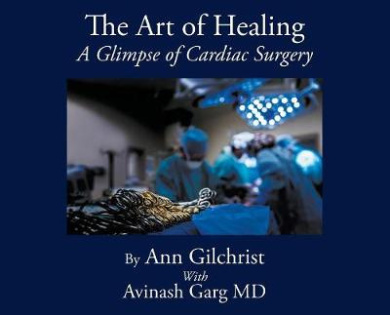 The Art of Healing
A Glimpse of Cardiac Surgery
By Ann Gilchrist
With
Avinash Garg MD